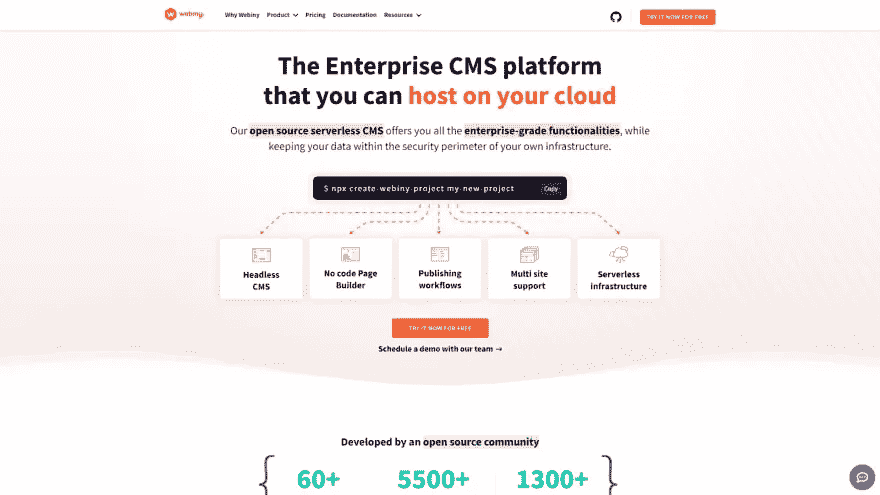 webiny
Why Webiny Product Pricing Documentation Resources
TRY IT NOW FOR FREE
The Enterprise CMS platform
that you can host on your cloud
Our open source serverless CMS offers you all the enterprise-grade functionalities, while
keeping your data within the security perimeter of your own infrastructure.
$ npx create-webiny-project my-new-project
Copy
Headless
CMS
No code Page
Builder
Publishing
workflows
Multi site
support
Serverless
infrastructure
TRY IT NOW FOR FREE
Schedule a demo with our team →
Developed by an open source community
{ 60+ 5500+ 1300+ }